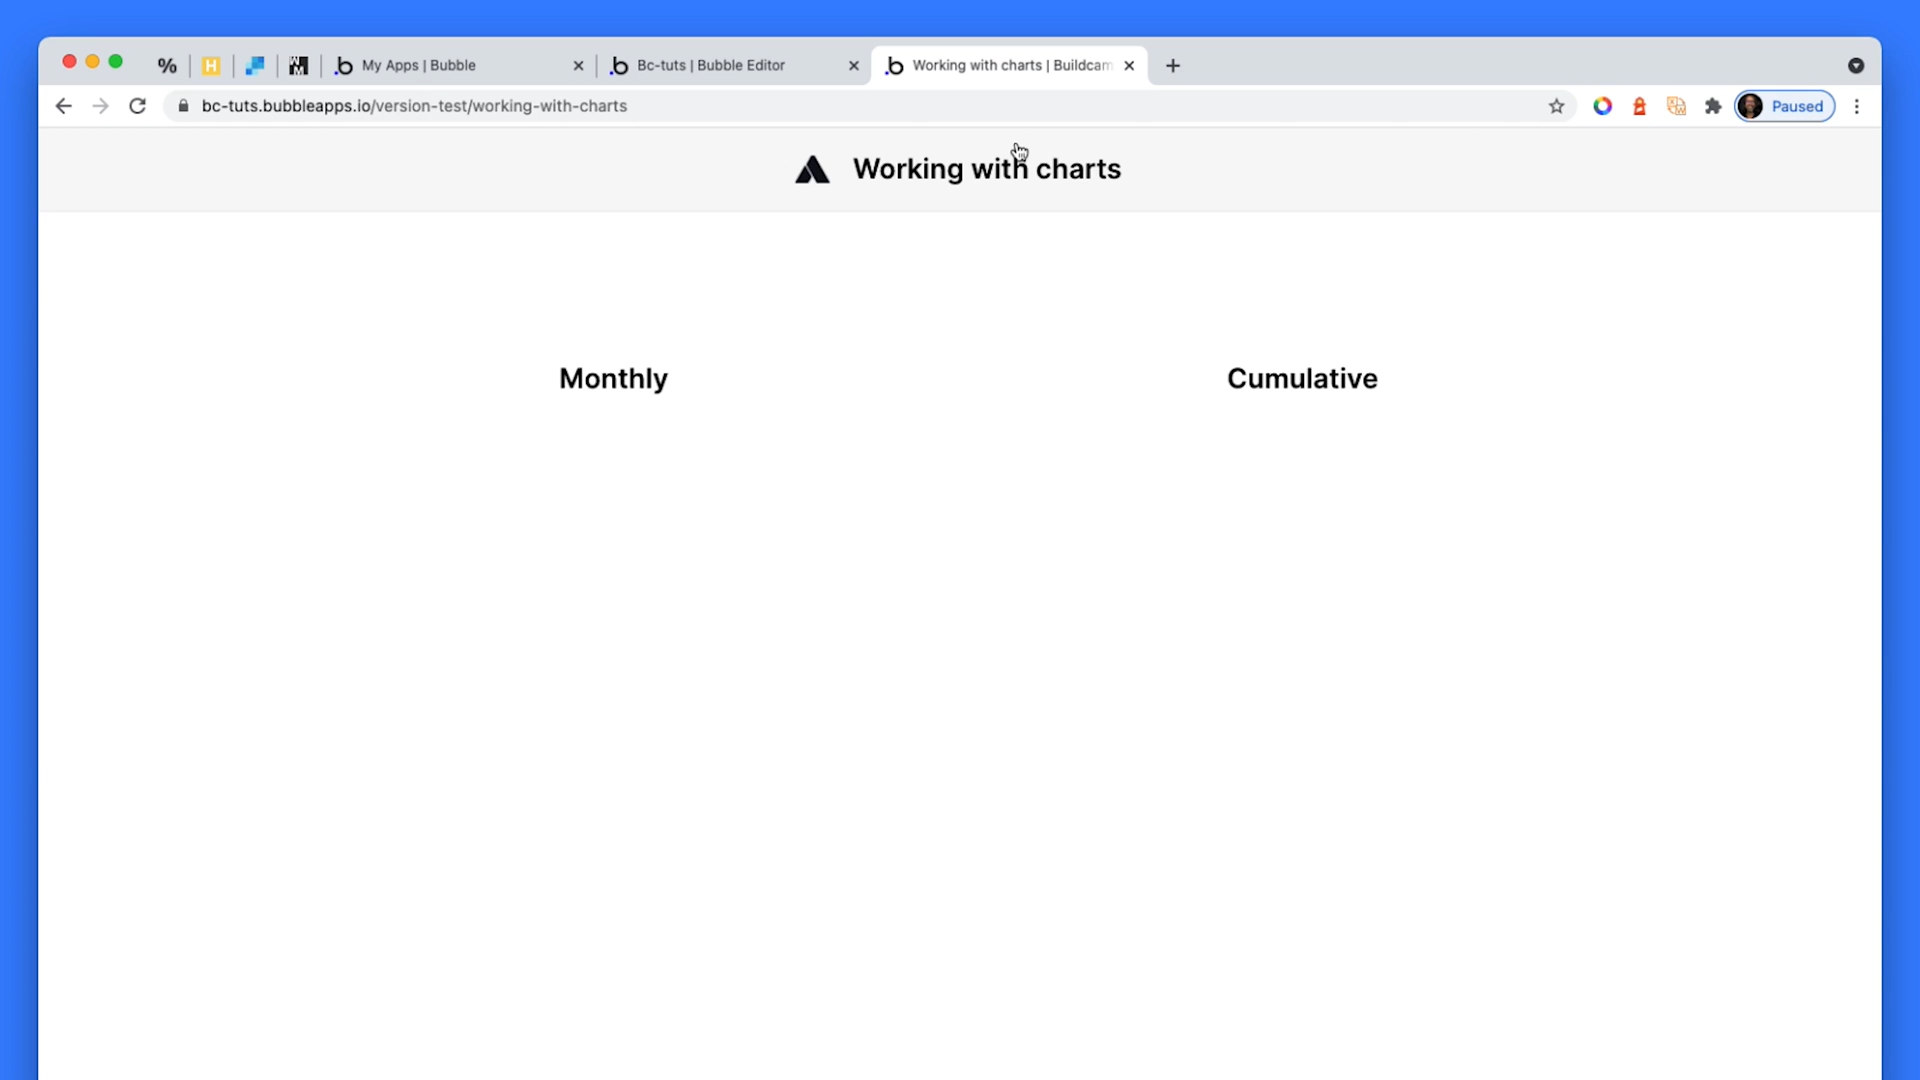 %
H
WM
.b My Apps | Bubble
.b Bc-tuts | Bubble Editor
.b Working with charts | Buildcam
bc-tuts.bubbleapps.io/version-test/working-with-charts
Paused
Working with charts
Monthly
Cumulative